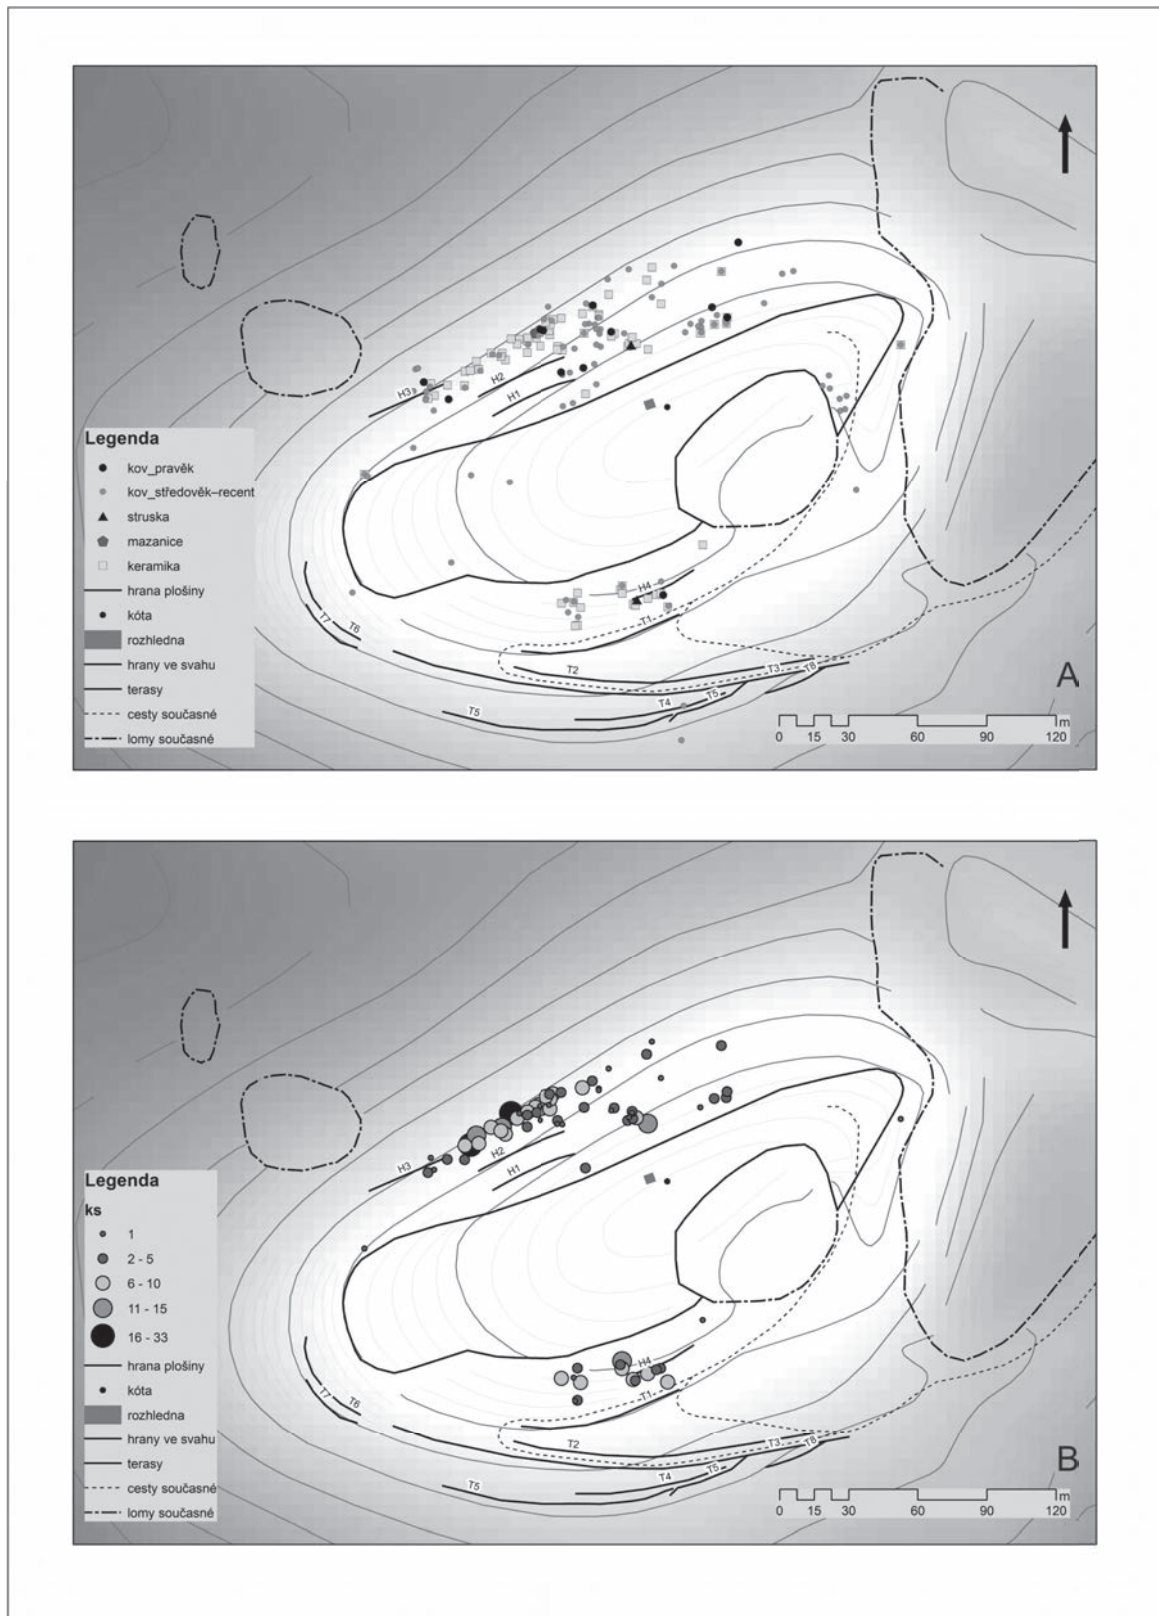 H3
H2
H1
Legenda
kov_pravěk
kov_středověk–recent
struska
mazanice
keramika
hrana plošiny
kóta
rozhledna
hrany ve svahu
terasy
cesty současné
lomy současné
H4
T1
T7
T6
T2
T3
T8
T5
T4
T5
A
m
0 15 30 60 90 120
H3
H2
H1
Legenda
ks
1
2 - 5
6 - 10
11 - 15
16 - 33
hrana plošiny
kóta
rozhledna
hrany ve svahu
terasy
cesty současné
lomy současné
H4
T1
T7
T6
T2
T3
T8
T5
T4
T5
B
m
0 15 30 60 90 120